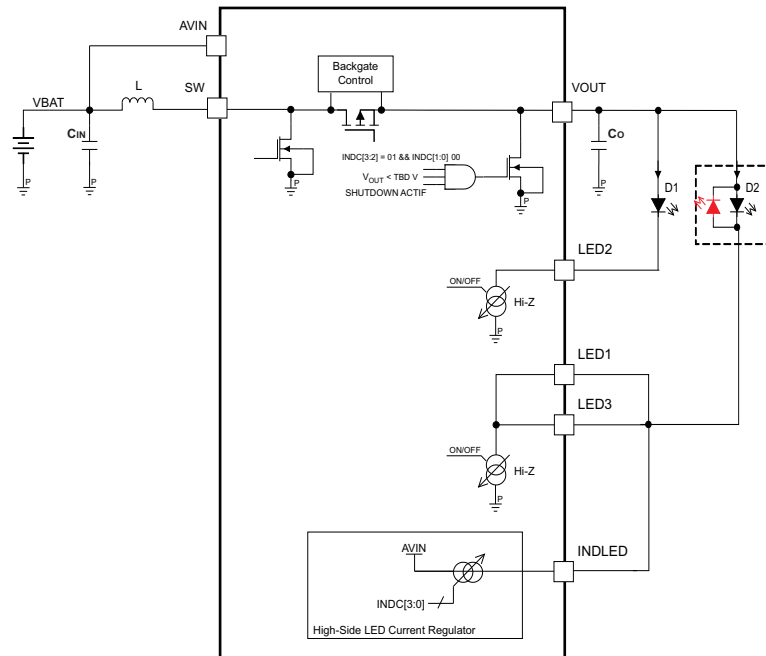 AVIN
Backgate
Control
L
SW
VOUT
VBAT
CIN
CO
P
P
P
INDC[3:2] = 01 && INDC[1:0] 00
VOUT < TBD V
SHUTDOWN ACTIF
P
P
D1
D2
LED2
ON/OFF
Hi-Z
P
LED1
LED3
ON/OFF
Hi-Z
P
AVIN
INDLED
INDC[3:0]
High-Side LED Current Regulator